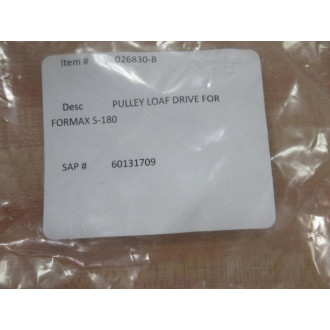 Item # 026830-B
Desc PULLEY LOAF DRIVE FOR
FORMAX S-180
SAP # 60131709